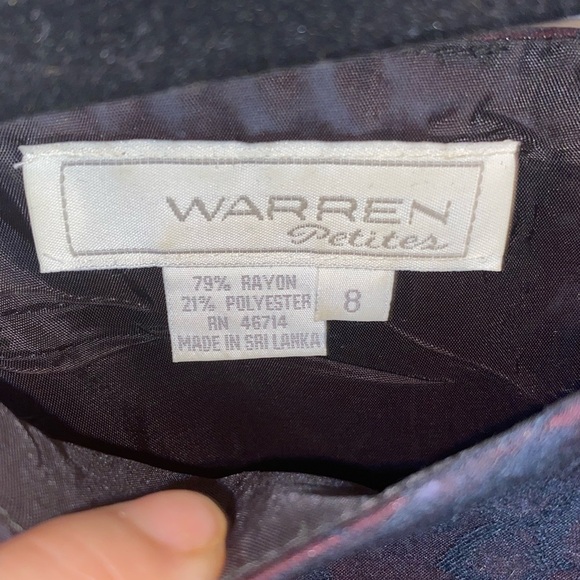 WARREN
Petites
79% RAYON
21% POLYESTER
RN 46714
MADE IN SRI LANKA
8